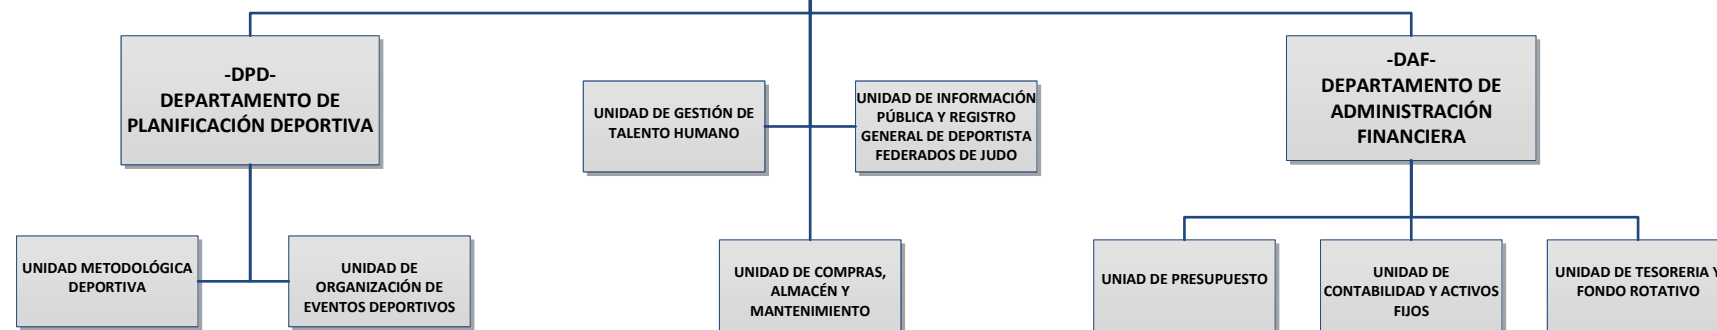 -DPD-
DEPARTAMENTO DE
PLANIFICACIÓN DEPORTIVA
UNIDAD DE GESTIÓN DE
TALENTO HUMANO
UNIDAD DE INFORMACIÓN
PÚBLICA Y REGISTRO
GENERAL DE DEPORTISTA
FEDERADOS DE JUDO
-DAF-
DEPARTAMENTO DE
ADMINISTRACIÓN
FINANCIERA
UNIDAD METODOLÓGICA
DEPORTIVA
UNIDAD DE
ORGANIZACIÓN DE
EVENTOS DEPORTIVOS
UNIDAD DE COMPRAS,
ALMACÉN Y
MANTENIMIENTO
UNIAD DE PRESUPUESTO
UNIDAD DE
CONTABILIDAD Y ACTIVOS
FIJOS
UNIDAD DE TESORERIA Y
FONDO ROTATIVO